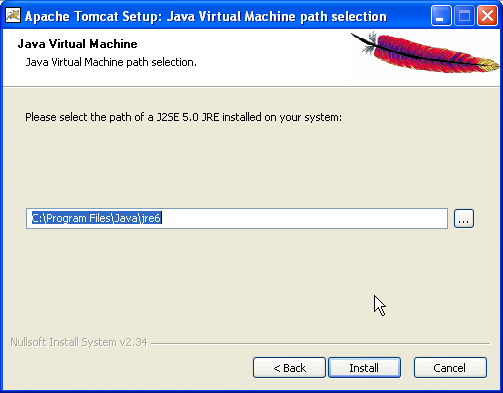 Apache Tomcat Setup: Java Virtual Machine path selection
Java Virtual Machine
Java Virtual Machine path selection.
Please select the path of a J2SE 5.0 JRE installed on your system:
C:\Program Files\Java\jre6
...
Nullsoft Install System v2.34
< Back
Install
Cancel